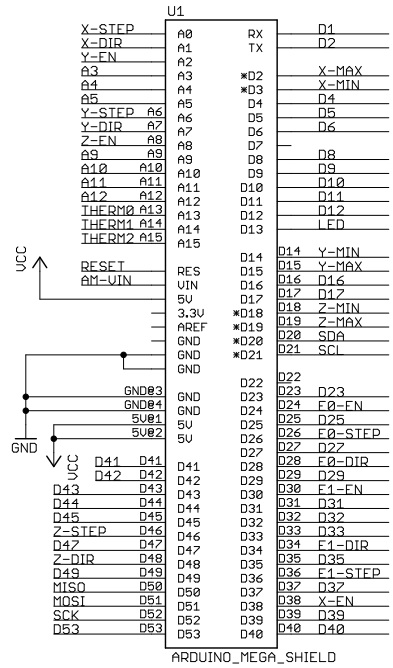 U1
X-STEP A0 RX D1
X-DIR A1 TX D2
Y-EN A2
A3 A3 *D2 X-MAX
A4 A4 *D3 X-MIN
A5 A5 D4 D4
Y-STEP A6 A6 D5 D5
Y-DIR A7 A7 D6 D6
Z-EN A8 A8 D7
A9 A9 A9 D8 D8
A10 A10 A10 D9 D9
A11 A11 A11 D10 D10
A12 A12 A12 D11 D11
THERM0 A13 A13 D12 D12
THERM1 A14 A14 D13 LED
THERM2 A15 A15
D14 D14 Y-MIN
VCC RESET RES D15 D15 Y-MAX
AM-VIN VIN D16 D16 D16
5V D17 D17 D17
3.3V *D18 D18 Z-MIN
AREF *D19 D19 Z-MAX
GND *D20 D20 SDA
GND *D21 D21 SCL
GND
D22 D22
GND@3 GND D23 D23 D23
GND@4 GND D24 D24 E0-EN
5V@1 5V D25 D25 D25
5V@2 5V D26 D26 E0-STEP
GND VCC D27 D27 D27
D41 D41 D41 D28 D28 E0-DIR
D42 D42 D42 D29 D29 D29
D43 D43 D43 D30 D30 E1-EN
D44 D44 D44 D31 D31 D31
D45 D45 D45 D32 D32 D32
Z-STEP D46 D46 D33 D33 D33
D47 D47 D47 D34 D34 E1-DIR
Z-DIR D48 D48 D35 D35 D35
D49 D49 D49 D36 D36 E1-STEP
MISO D50 D50 D37 D37 D37
MOSI D51 D51 D38 D38 X-EN
SCK D52 D52 D39 D39 D39
D53 D53 D53 D40 D40 D40
ARDUINO_MEGA_SHIELD